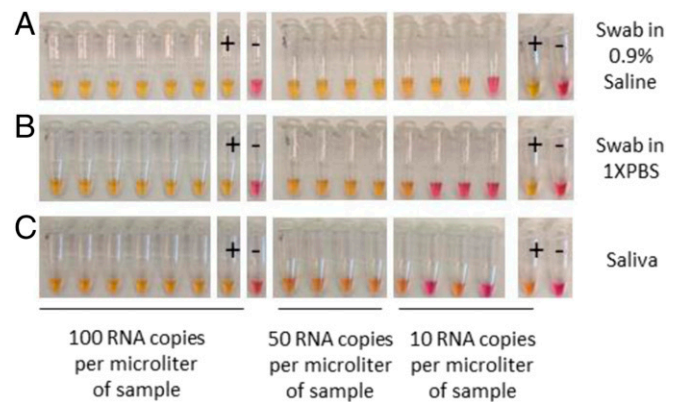 A
+ -
+ -
Swab in
0.9%
Saline
B
+ -
+ -
Swab in
1XPBS
C
+ -
+ -
Saliva
100 RNA copies
per microliter
of sample
50 RNA copies
per microliter
of sample
10 RNA copies
per microliter
of sample